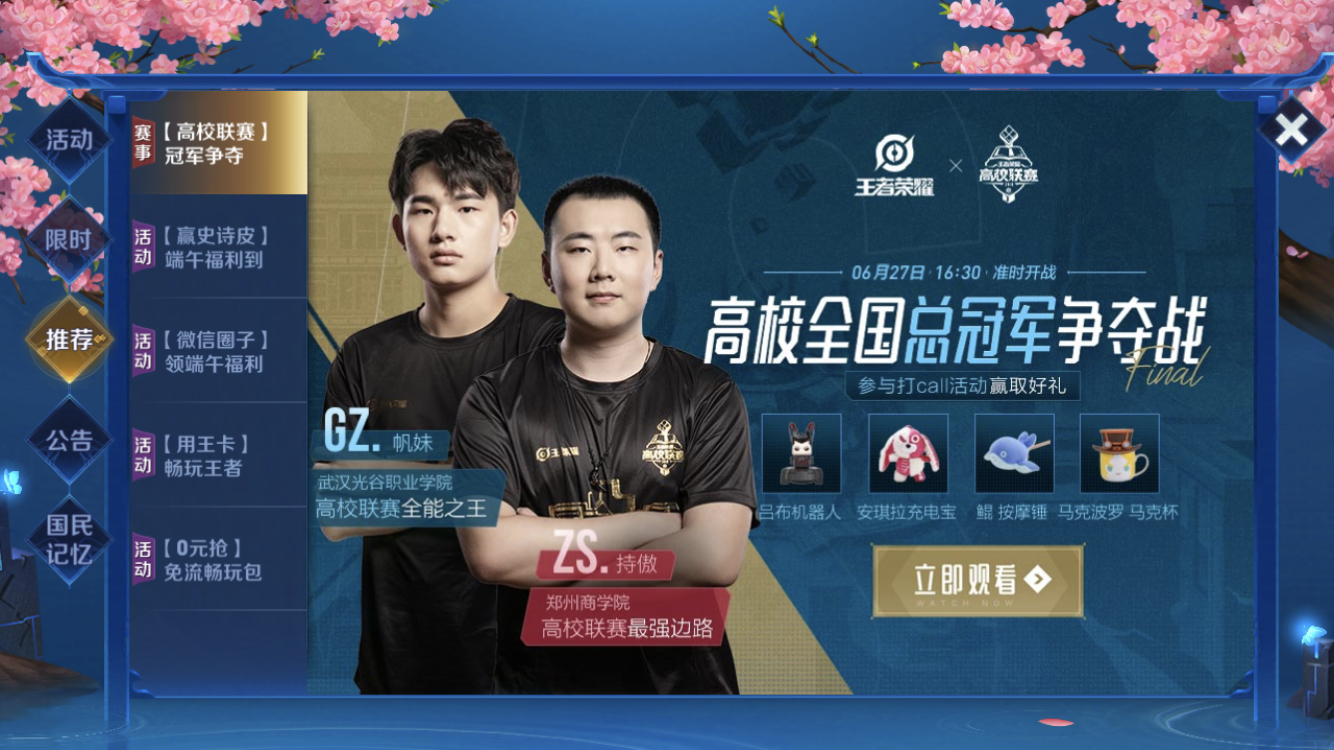 活动
限时
推荐
公告
国民
记忆
赛事
【高校联赛】
冠军争夺
活动
【赢史诗皮】
端午福利到
活动
【微信圈子】
领端午福利
活动
【用王卡】
畅玩王者
活动
【0元抢】
免流畅玩包
王者荣耀
×
王者荣耀
高校联赛
06月27日·16:30·准时开战
高校全国总冠军争夺战
Final
参与打call活动赢取好礼
吕布机器人
安琪拉充电宝
鲲 按摩锤
马克波罗 马克杯
立即观看
WATCH NOW
GZ. 帆妹
武汉光谷职业学院
高校联赛全能之王
ZS. 持傲
郑州商学院
高校联赛最强边路
高校联赛